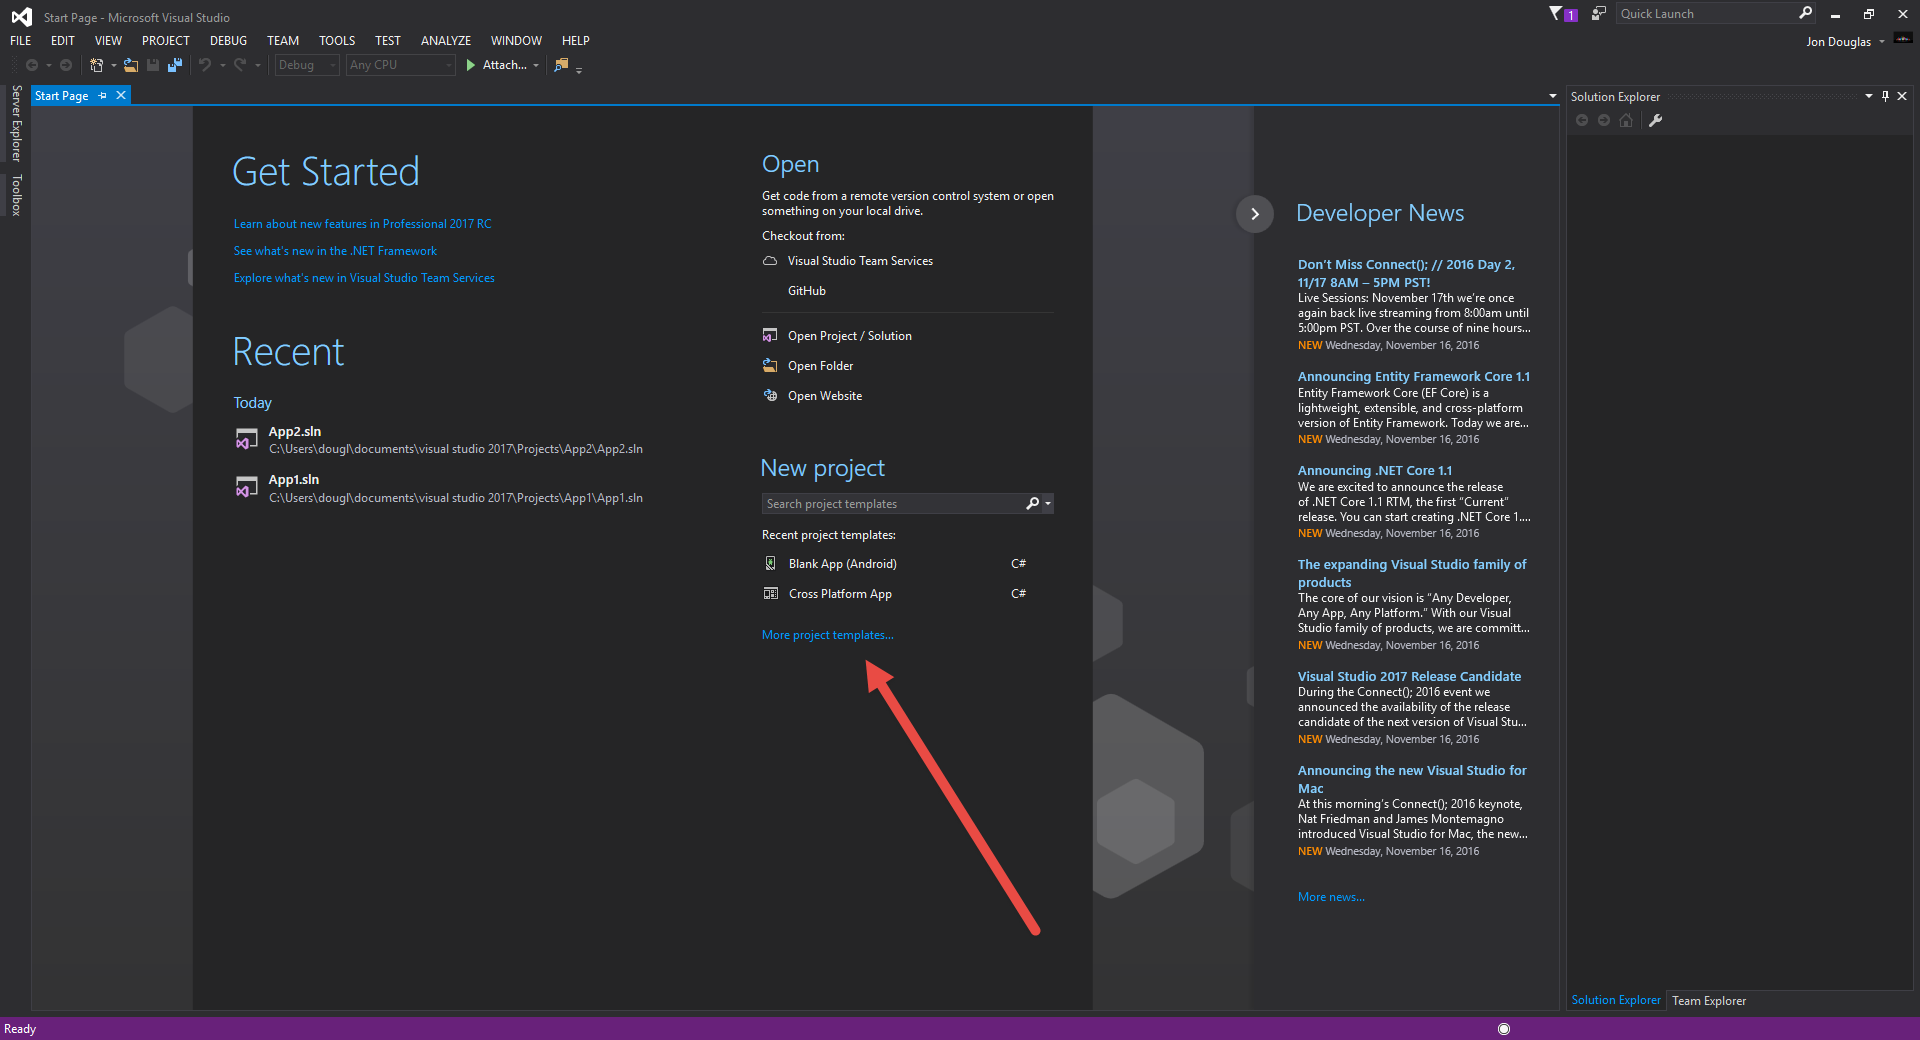 Start Page - Microsoft Visual Studio
1
Quick Launch
FILE EDIT VIEW PROJECT DEBUG TEAM TOOLS TEST ANALYZE WINDOW HELP
Jon Douglas
Debug
Any CPU
Attach...
Server Explorer
Toolbox
Start Page
Get Started
Learn about new features in Professional 2017 RC
See what's new in the .NET Framework
Explore what's new in Visual Studio Team Services
Recent
Today
App2.sln
C:\Users\dougl\documents\visual studio 2017\Projects\App2\App2.sln
App1.sln
C:\Users\dougl\documents\visual studio 2017\Projects\App1\App1.sln
Open
Get code from a remote version control system or open
something on your local drive.
Checkout from:
Visual Studio Team Services
GitHub
Open Project / Solution
Open Folder
Open Website
New project
Search project templates
Recent project templates:
Blank App (Android) C#
Cross Platform App C#
More project templates...
Developer News
Don't Miss Connect(); // 2016 Day 2,
11/17 8AM – 5PM PST!
Live Sessions: November 17th we're once
again back live streaming from 8:00am until
5:00pm PST. Over the course of nine hours...
NEW Wednesday, November 16, 2016
Announcing Entity Framework Core 1.1
Entity Framework Core (EF Core) is a
lightweight, extensible, and cross-platform
version of Entity Framework. Today we are...
NEW Wednesday, November 16, 2016
Announcing .NET Core 1.1
We are excited to announce the release
of .NET Core 1.1 RTM, the first “Current”
release. You can start creating .NET Core 1....
NEW Wednesday, November 16, 2016
The expanding Visual Studio family of
products
The core of our vision is “Any Developer,
Any App, Any Platform.” With our Visual
Studio family of products, we are committ...
NEW Wednesday, November 16, 2016
Visual Studio 2017 Release Candidate
During the Connect(); 2016 event we
announced the availability of the release
candidate of the next version of Visual Stu...
NEW Wednesday, November 16, 2016
Announcing the new Visual Studio for
Mac
At this morning's Connect(); 2016 keynote,
Nat Friedman and James Montemagno
introduced Visual Studio for Mac, the new...
NEW Wednesday, November 16, 2016
More news...
Solution Explorer
Solution Explorer Team Explorer
Ready